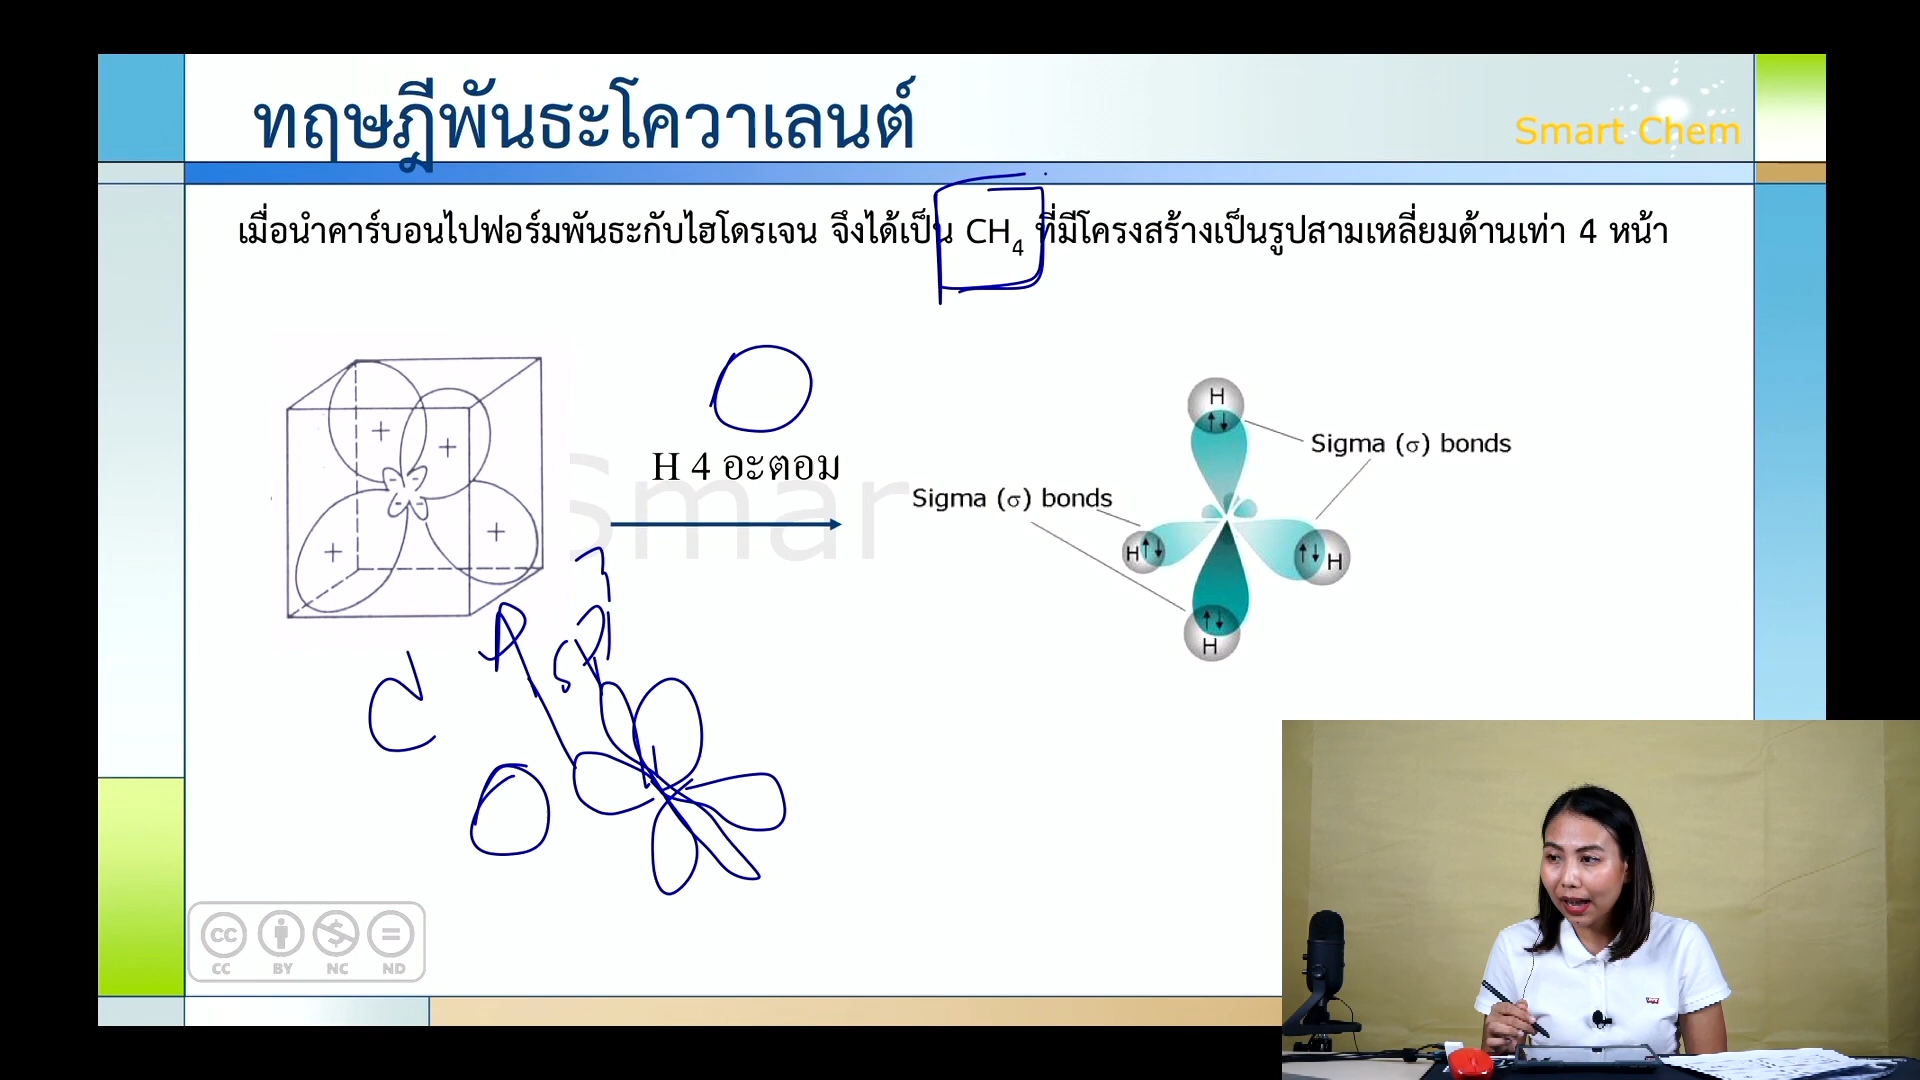 ทฤษฎีพันธะโควาเลนต์
Smart Chem
เมื่อนำคาร์บอนไปฟอร์มพันธะกับไฮโดรเจน จึงได้เป็น CH4 ที่มีโครงสร้างเป็นรูปสามเหลี่ยมด้านเท่า 4 หน้า
H 4 อะตอม
Smar
+
+
+
+
H
Sigma (σ) bonds
Sigma (σ) bonds
H
H
H
C
sp3
cc
CC BY NC ND